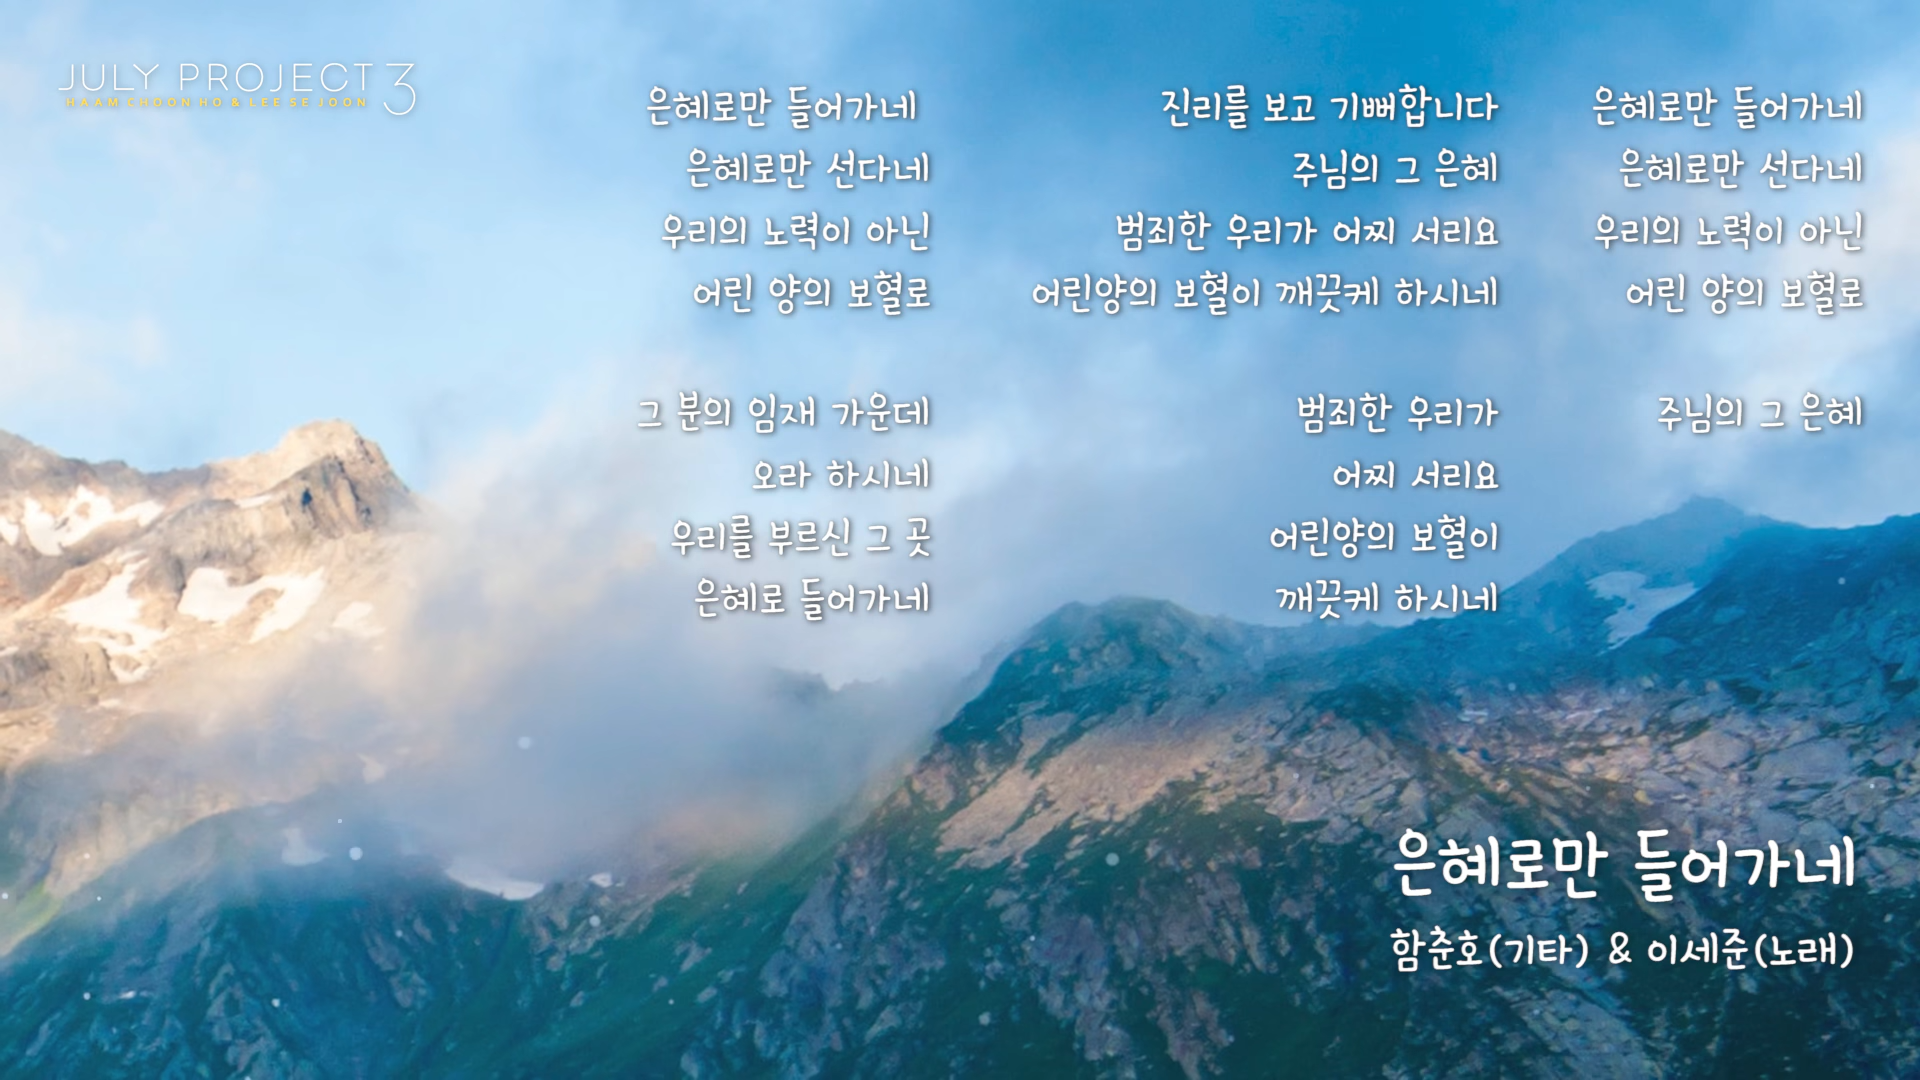 JULY PROJECT 3
HAAM CHOON HO & LEE SE JOON
은혜로만 들어가네
은혜로만 선다네
우리의 노력이 아닌
어린 양의 보혈로
그 분의 임재 가운데
오라 하시네
우리를 부르신 그 곳
은혜로 들어가네
진리를 보고 기뻐합니다
주님의 그 은혜
범죄한 우리가 어찌 서리요
어린양의 보혈이 깨끗케 하시네
범죄한 우리가
어찌 서리요
어린양의 보혈이
깨끗케 하시네
은혜로만 들어가네
은혜로만 선다네
우리의 노력이 아닌
어린 양의 보혈로
주님의 그 은혜
은혜로만 들어가네
함춘호(기타) & 이세준(노래)